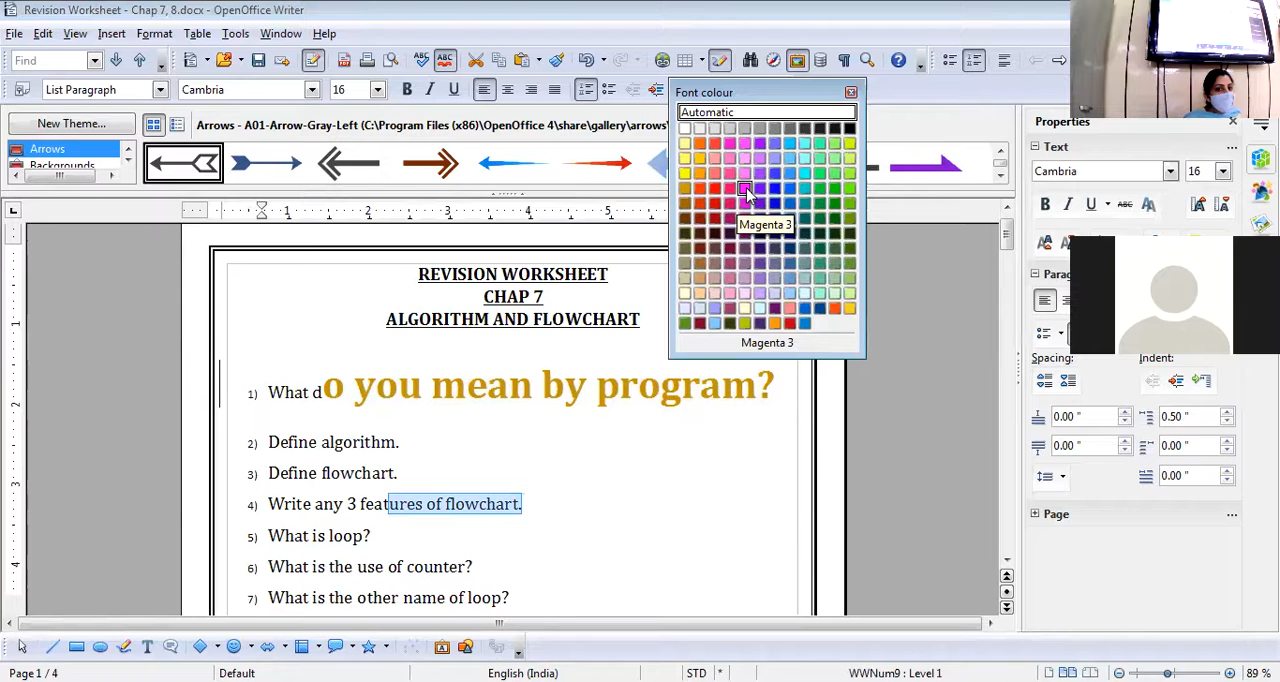 Revision Worksheet - Chap 7, 8.docx - OpenOffice Writer
File Edit View Insert Format Table Tools Window Help
Find
List Paragraph Cambria 16
Font colour
Automatic
New Theme... Arrows - A01-Arrow-Gray-Left (C:\Program Files (x86)\OpenOffice 4\share\gallery\arrows
Arrows
Backgrounds
Magenta 3
Magenta 3
REVISION WORKSHEET
CHAP 7
ALGORITHM AND FLOWCHART
1) What do you mean by program?
2) Define algorithm.
3) Define flowchart.
4) Write any 3 features of flowchart.
5) What is loop?
6) What is the use of counter?
7) What is the other name of loop?
Properties
Text
Cambria 16
Parag
Spacing: Indent:
0.00 " 0.50 "
0.00 " 0.00 "
0.00 "
Page
Page 1 / 4 Default English (India) STD * WWNum9 : Level 1 89 %